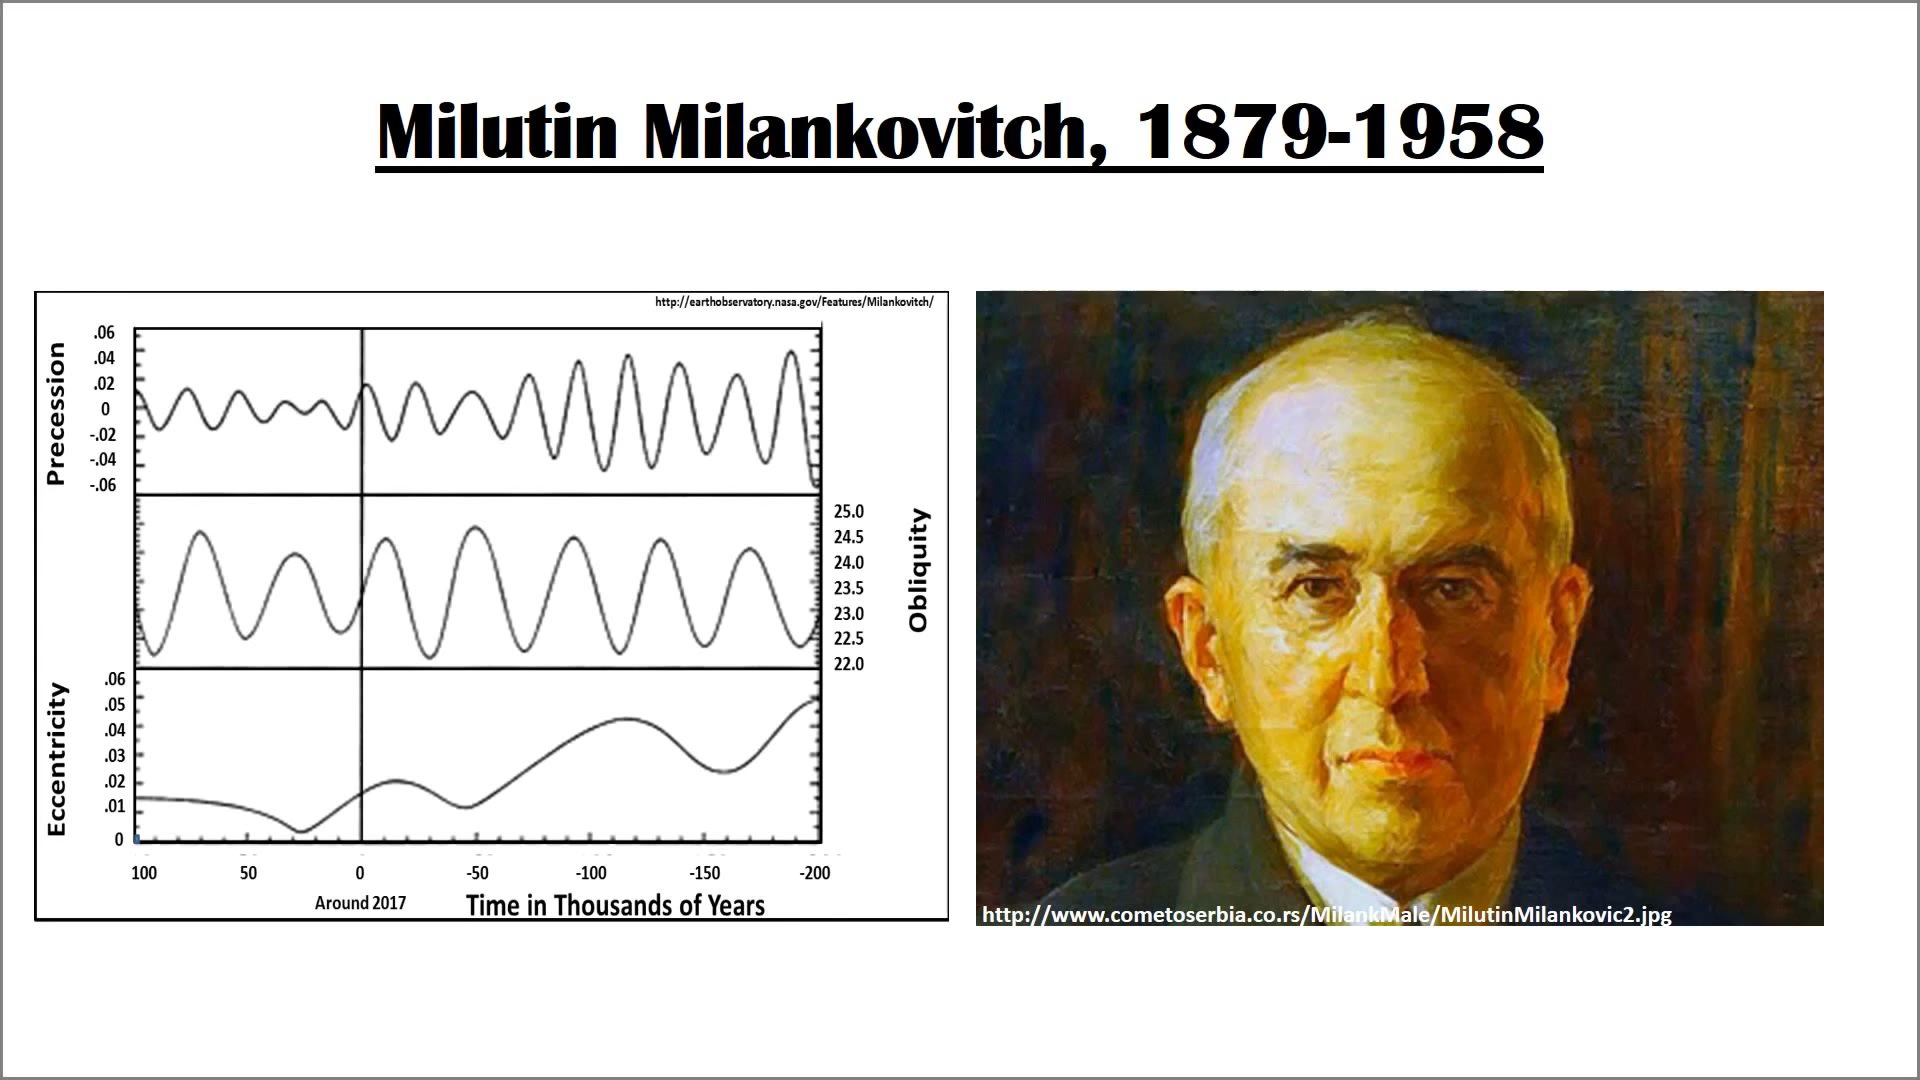 Milutin Milankovitch, 1879-1958
http://earthobservatory.nasa.gov/Features/Milankovitch/
Precession
.06
.04
.02
0
-.02
-.04
-.06
Obliquity
25.0
24.5
24.0
23.5
23.0
22.5
22.0
Eccentricity
.06
.05
.04
.03
.02
.01
0
100 50 0 -50 -100 -150 -200
Around 2017
Time in Thousands of Years
http://www.cometoserbia.co.rs/MilankMale/MilutinMilankovic2.jpg